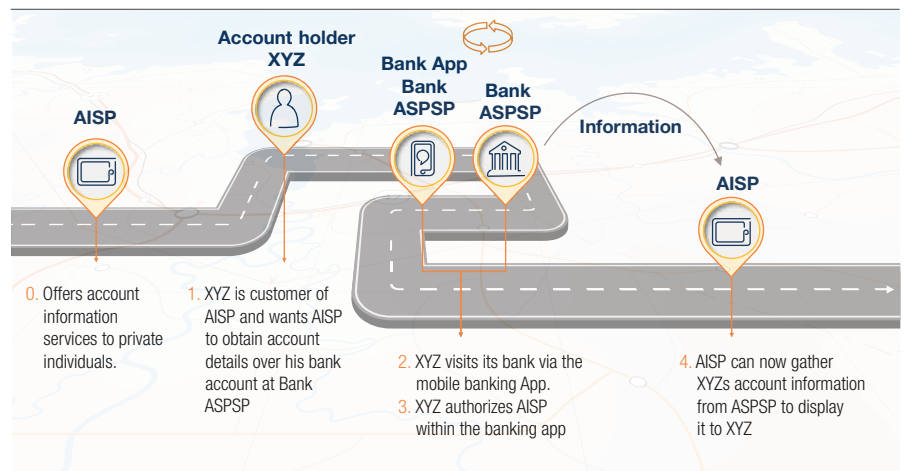 Account holder
XYZ
Bank App
Bank
ASPSP
Bank
ASPSP
Information
AISP
AISP
0. Offers account
information
services to private
individuals.
1. XYZ is customer of
AISP and wants AISP
to obtain account
details over his bank
account at Bank
ASPSP
2. XYZ visits its bank via the
mobile banking App.
3. XYZ authorizes AISP
within the banking app
4. AISP can now gather
XYZs account information
from ASPSP to display
it to XYZ